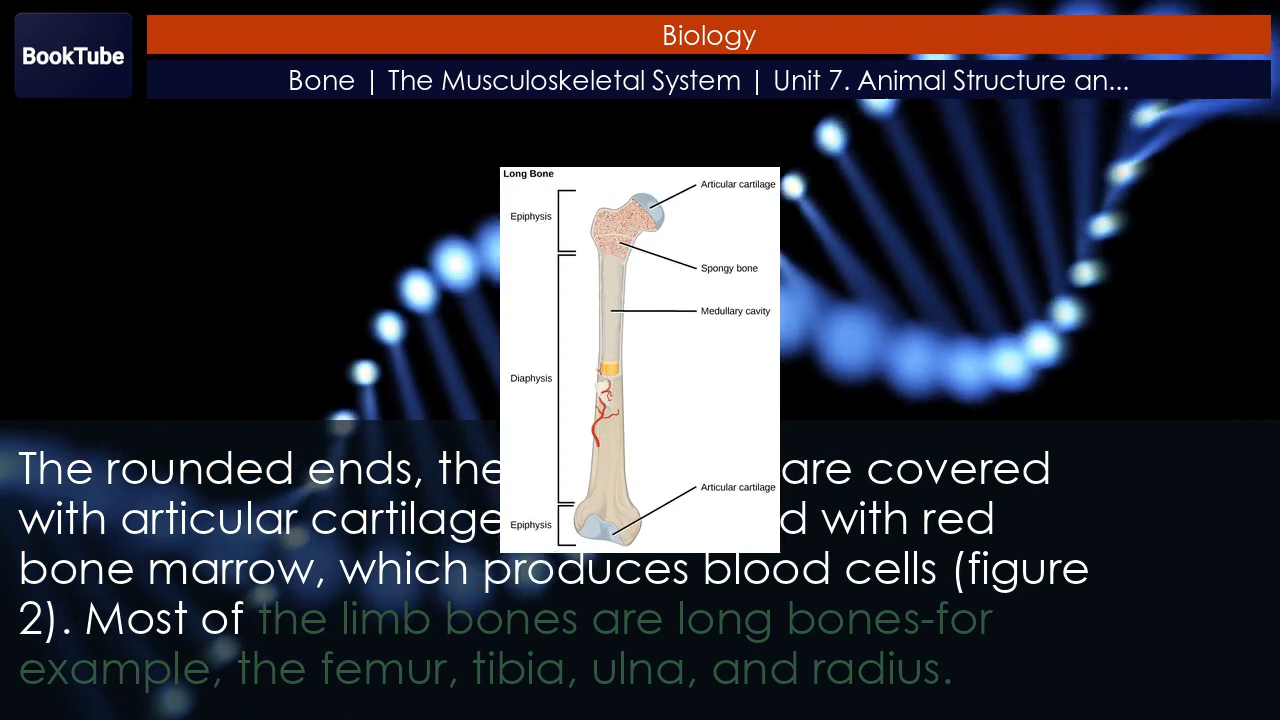 BookTube
Biology
Bone | The Musculoskeletal System | Unit 7. Animal Structure an...
Long Bone
Articular cartilage
Epiphysis
Spongy bone
Medullary cavity
Diaphysis
Articular cartilage
Epiphysis
The rounded ends, the are covered
with articular cartilage with red
bone marrow, which produces blood cells (figure
2). Most of the limb bones are long bones-for
example, the femur, tibia, ulna, and radius.